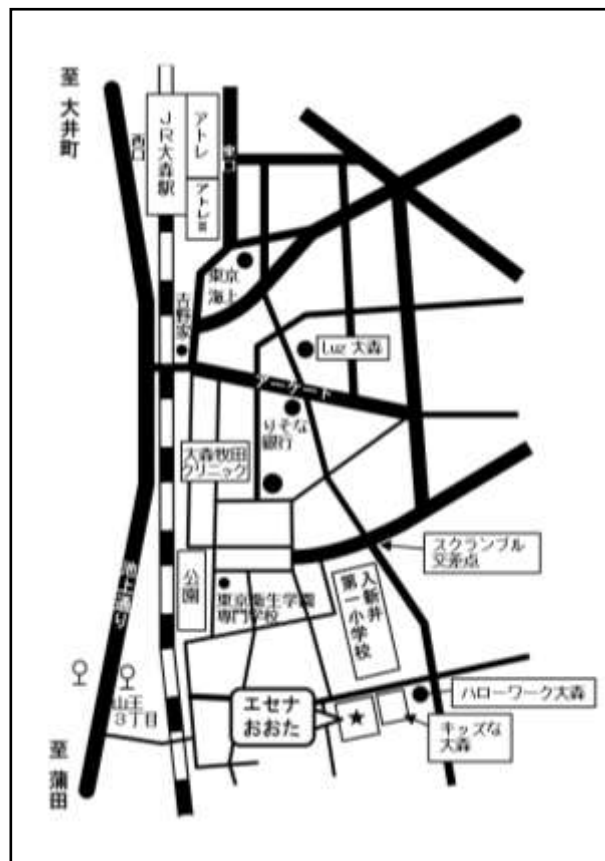 至 大井町
西口
JR大森駅
アトレ
アトレⅡ
東口
東京
海上
吉野家
Luz 大森
アーケード
りそな
銀行
大森牧田
クリニック
スクランブル
交差点
公園
池上通り
東京衛生学園
専門学校
入新井
第一小学校
山王
3丁目
エセナ
おおた
★
ハローワーク大森
キッズな
大森
至 蒲田